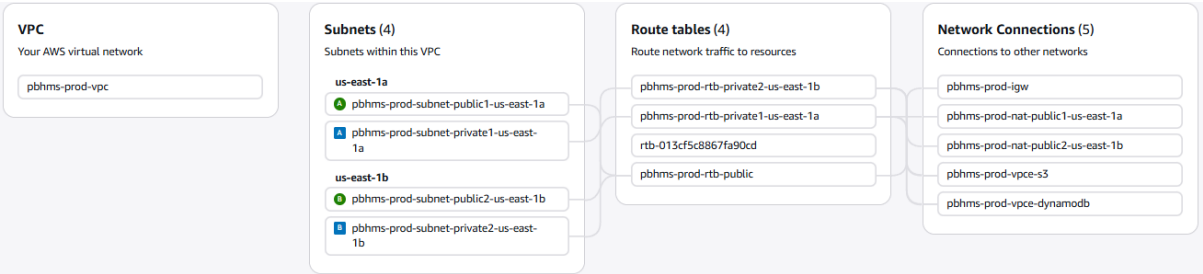 VPC
Your AWS virtual network
pbhms-prod-vpc
Subnets (4)
Subnets within this VPC
us-east-1a
A pbhms-prod-subnet-public1-us-east-1a
A pbhms-prod-subnet-private1-us-east-
1a
us-east-1b
B pbhms-prod-subnet-public2-us-east-1b
B pbhms-prod-subnet-private2-us-east-
1b
Route tables (4)
Route network traffic to resources
pbhms-prod-rtb-private2-us-east-1b
pbhms-prod-rtb-private1-us-east-1a
rtb-013cf5c8867fa90cd
pbhms-prod-rtb-public
Network Connections (5)
Connections to other networks
pbhms-prod-igw
pbhms-prod-nat-public1-us-east-1a
pbhms-prod-nat-public2-us-east-1b
pbhms-prod-vpce-s3
pbhms-prod-vpce-dynamodb